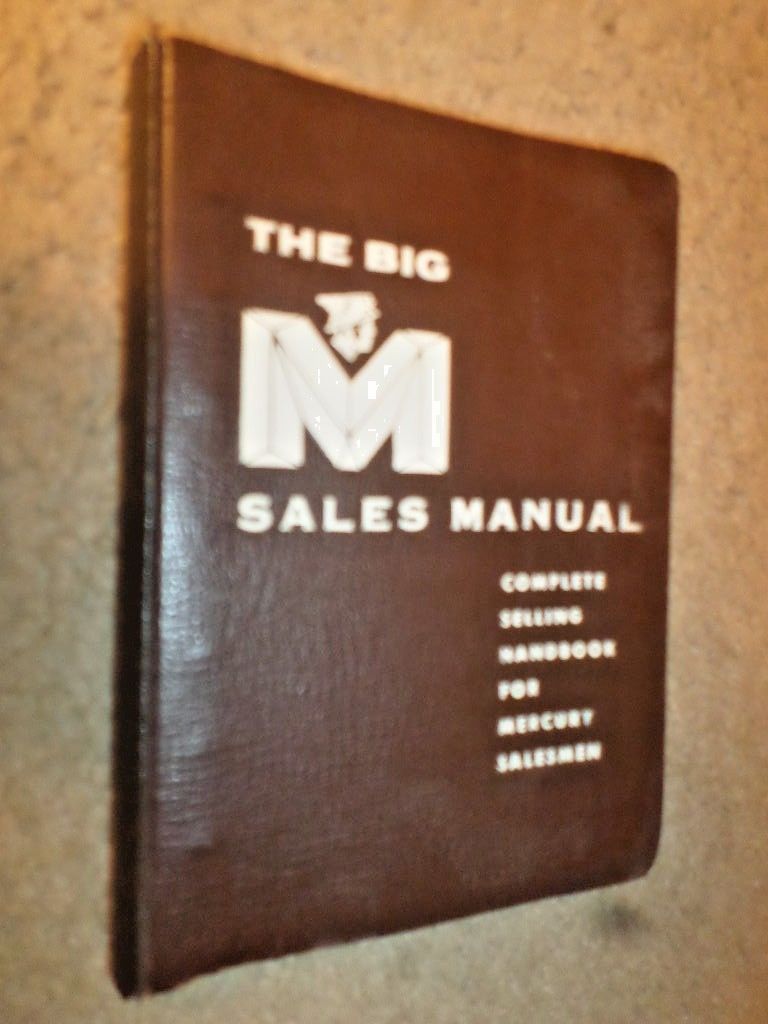 THE BIG
M
SALES MANUAL
COMPLETE
SELLING
HANDBOOK
FOR
MERCURY
SALESMEN